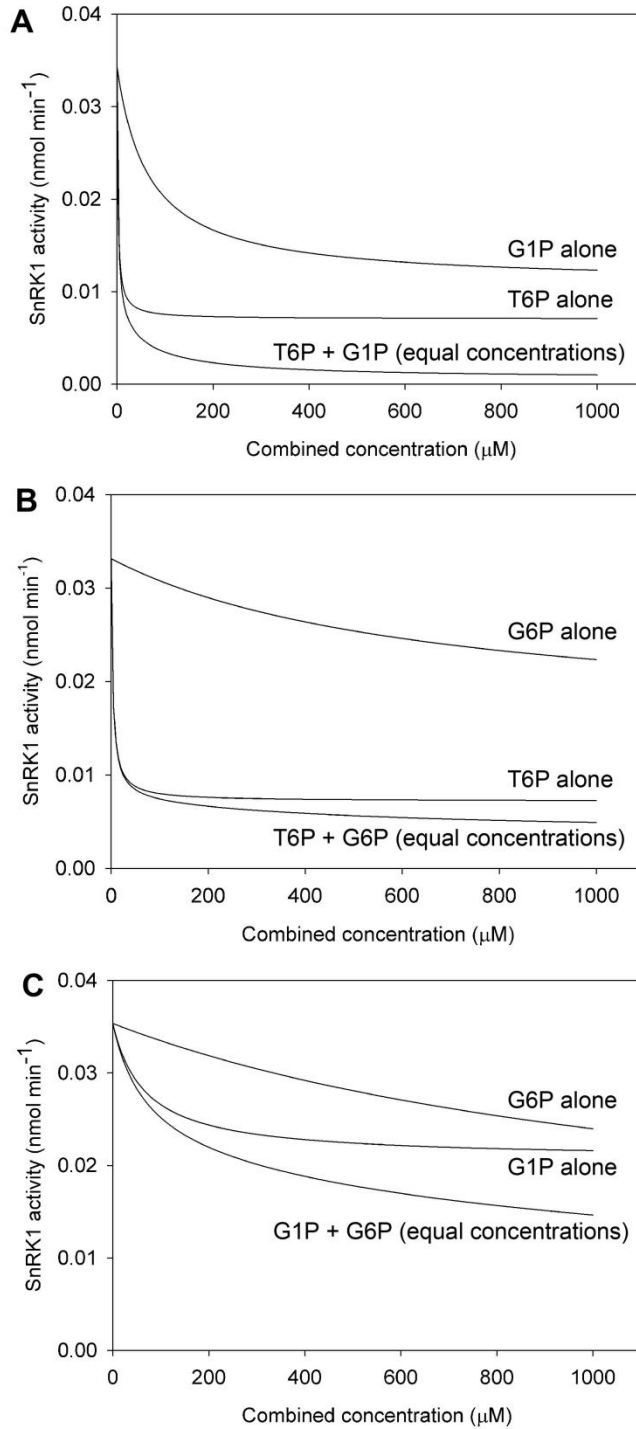 A
0.04
0.03
0.02
0.01
0.00
SnRK1 activity (nmol min⁻¹)
G1P alone
T6P alone
T6P + G1P (equal concentrations)
0 200 400 600 800 1000
Combined concentration (μM)
B
0.04
0.03
0.02
0.01
0.00
SnRK1 activity (nmol min⁻¹)
G6P alone
T6P alone
T6P + G6P (equal concentrations)
0 200 400 600 800 1000
Combined concentration (μM)
C
0.04
0.03
0.02
0.01
0.00
SnRK1 activity (nmol min⁻¹)
G6P alone
G1P alone
G1P + G6P (equal concentrations)
0 200 400 600 800 1000
Combined concentration (μM)